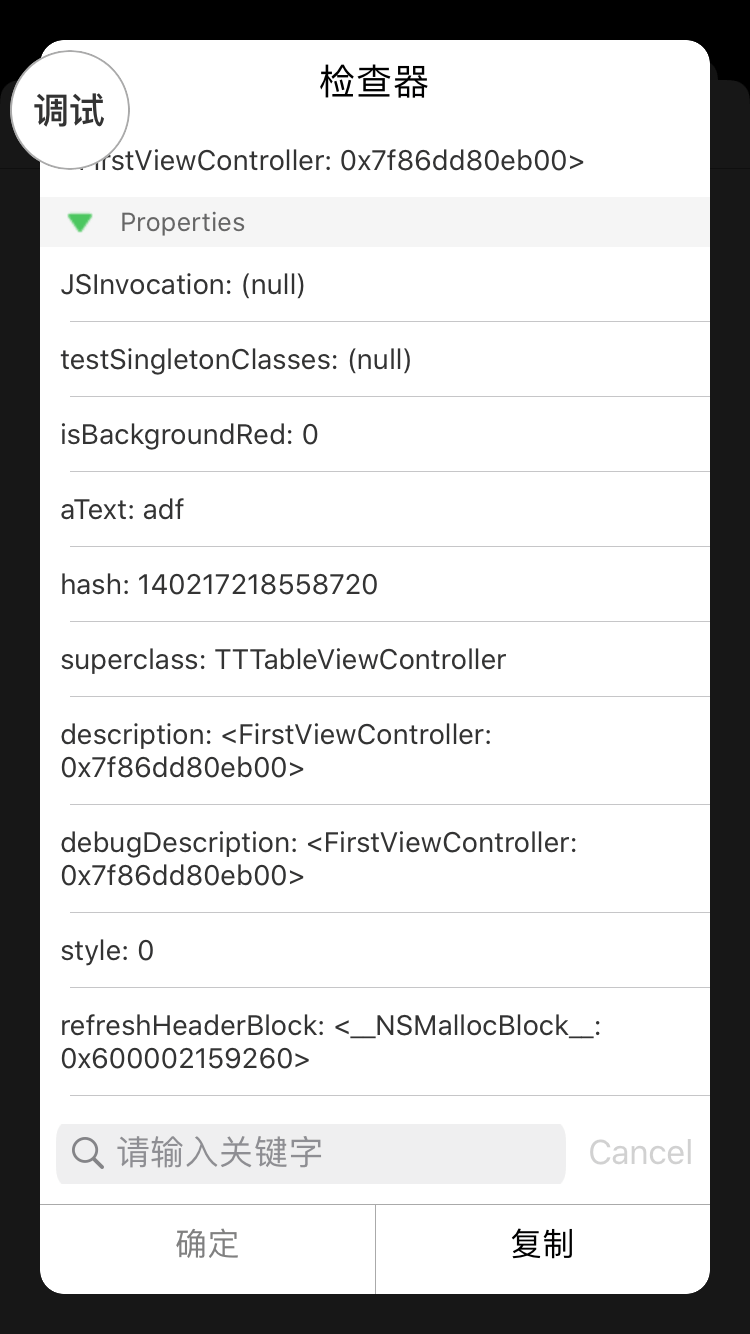 检查器
调试
irstViewController: 0x7f86dd80eb00>
Properties
JSInvocation: (null)
testSingletonClasses: (null)
isBackgroundRed: 0
aText: adf
hash: 140217218558720
superclass: TTTableViewController
description: <FirstViewController:
0x7f86dd80eb00>
debugDescription: <FirstViewController:
0x7f86dd80eb00>
style: 0
refreshHeaderBlock: <__NSMallocBlock__:
0x600002159260>
请输入关键字 Cancel
确定 复制